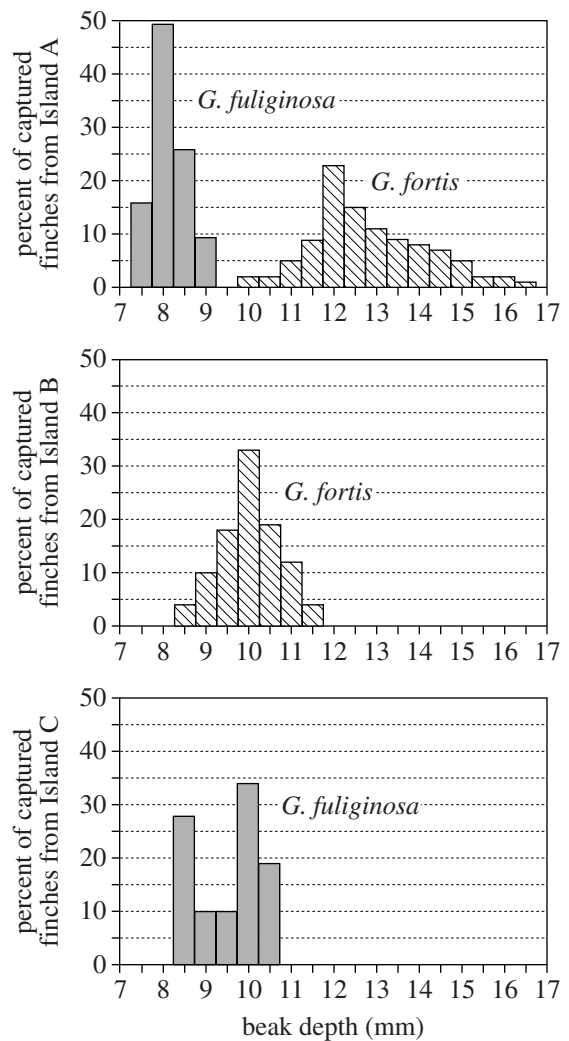 percent of captured
finches from Island A
50
40
30
20
10
0
G. fuliginosa
G. fortis
7 8 9 10 11 12 13 14 15 16 17
percent of captured
finches from Island B
50
40
30
20
10
0
G. fortis
7 8 9 10 11 12 13 14 15 16 17
percent of captured
finches from Island C
50
40
30
20
10
0
G. fuliginosa
7 8 9 10 11 12 13 14 15 16 17
beak depth (mm)